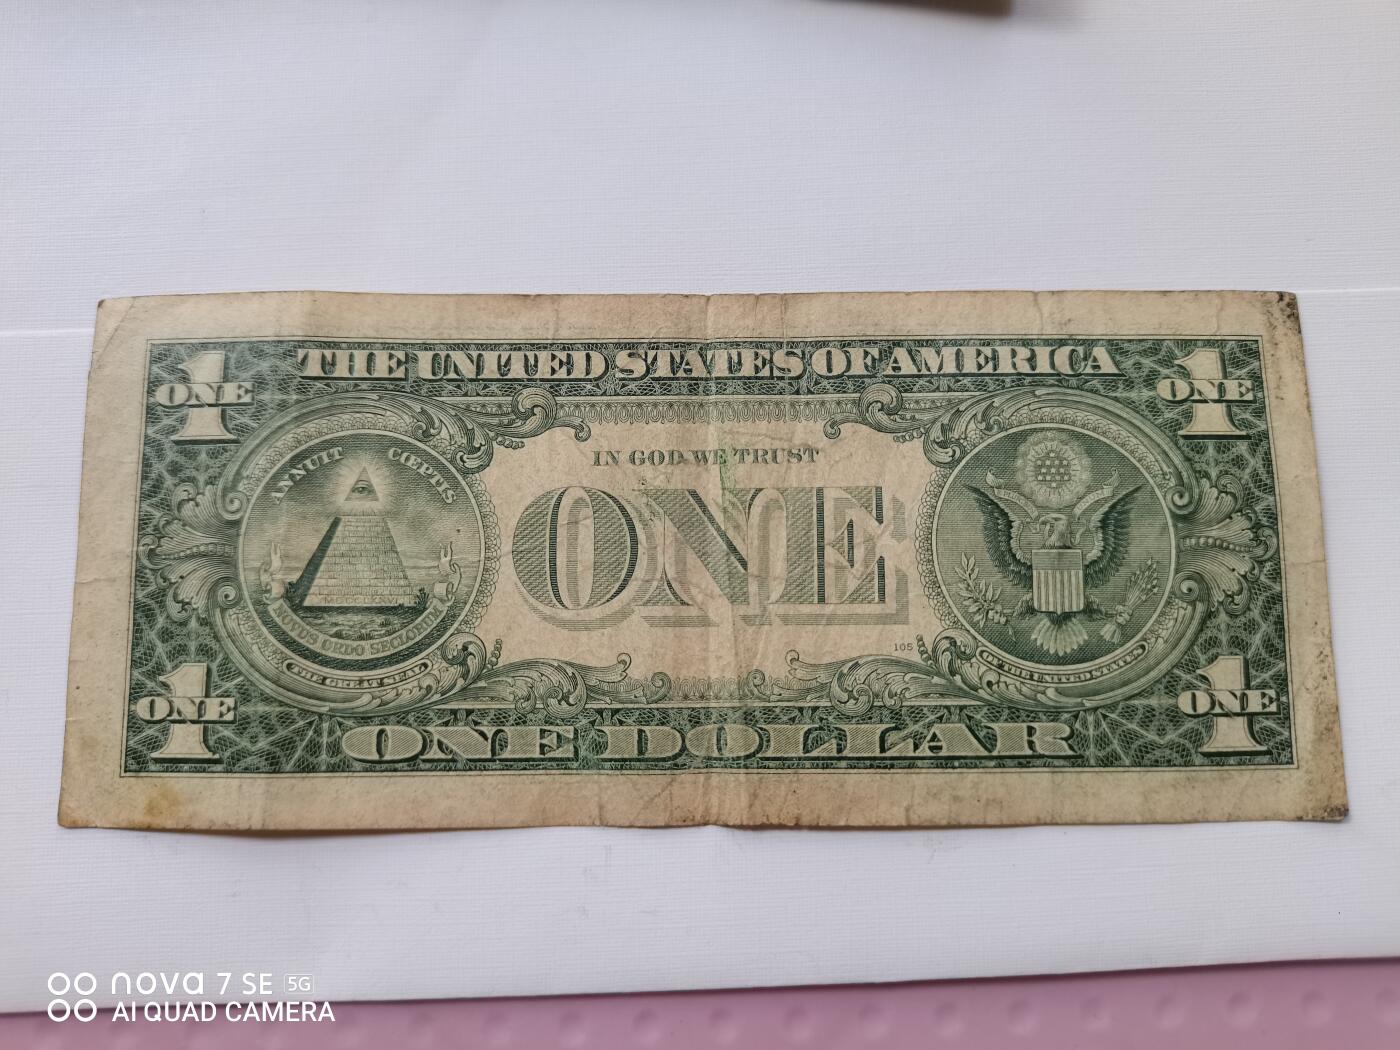 THE UNITED STATES OF AMERICA
1
ONE
1
ONE
ANNUIT CŒPTIS
IN GOD WE TRUST
ONE
MDCCLXXVI
NOVUS ORDO SECLORUM
THE GREAT SEAL
105
OF THE UNITED STATES
1
ONE
1
ONE
ONE DOLLAR
nova 7 SE 5G
AI QUAD CAMERA